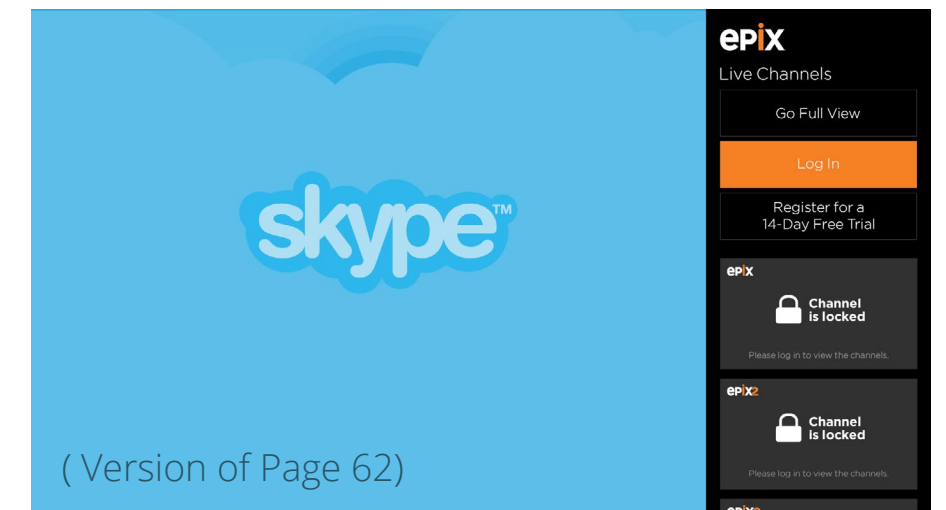 skype™
( Version of Page 62)
epix
Live Channels
Go Full View
Log In
Register for a
14-Day Free Trial
epix
Channel
is locked
Please log in to view the channels.
epix2
Channel
is locked
Please log in to view the channels.